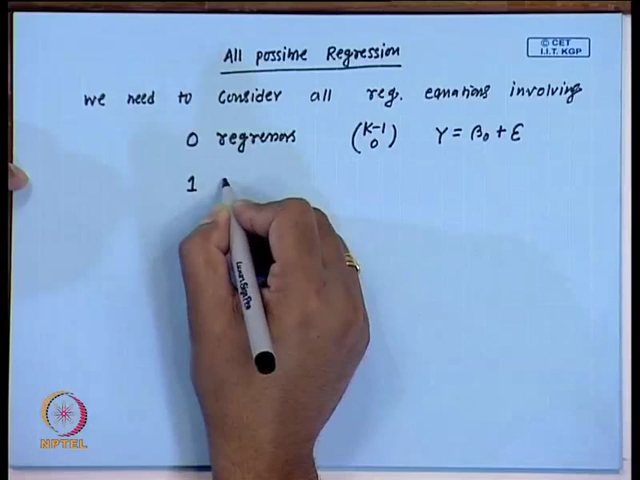 All possible Regression
© CET
I.I.T. KGP
we need to consider all reg. equations involving
0 regressors (K-1 0) Y = β0 + ε
1
NPTEL